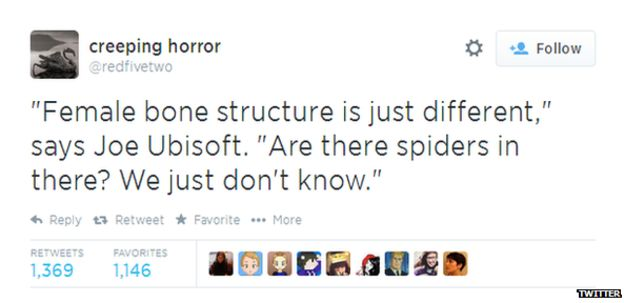 creeping horror
@redfivetwo
Follow
"Female bone structure is just different,"
says Joe Ubisoft. "Are there spiders in
there? We just don't know."
Reply Retweet Favorite More
RETWEETS FAVORITES
1,369 1,146
TWITTER